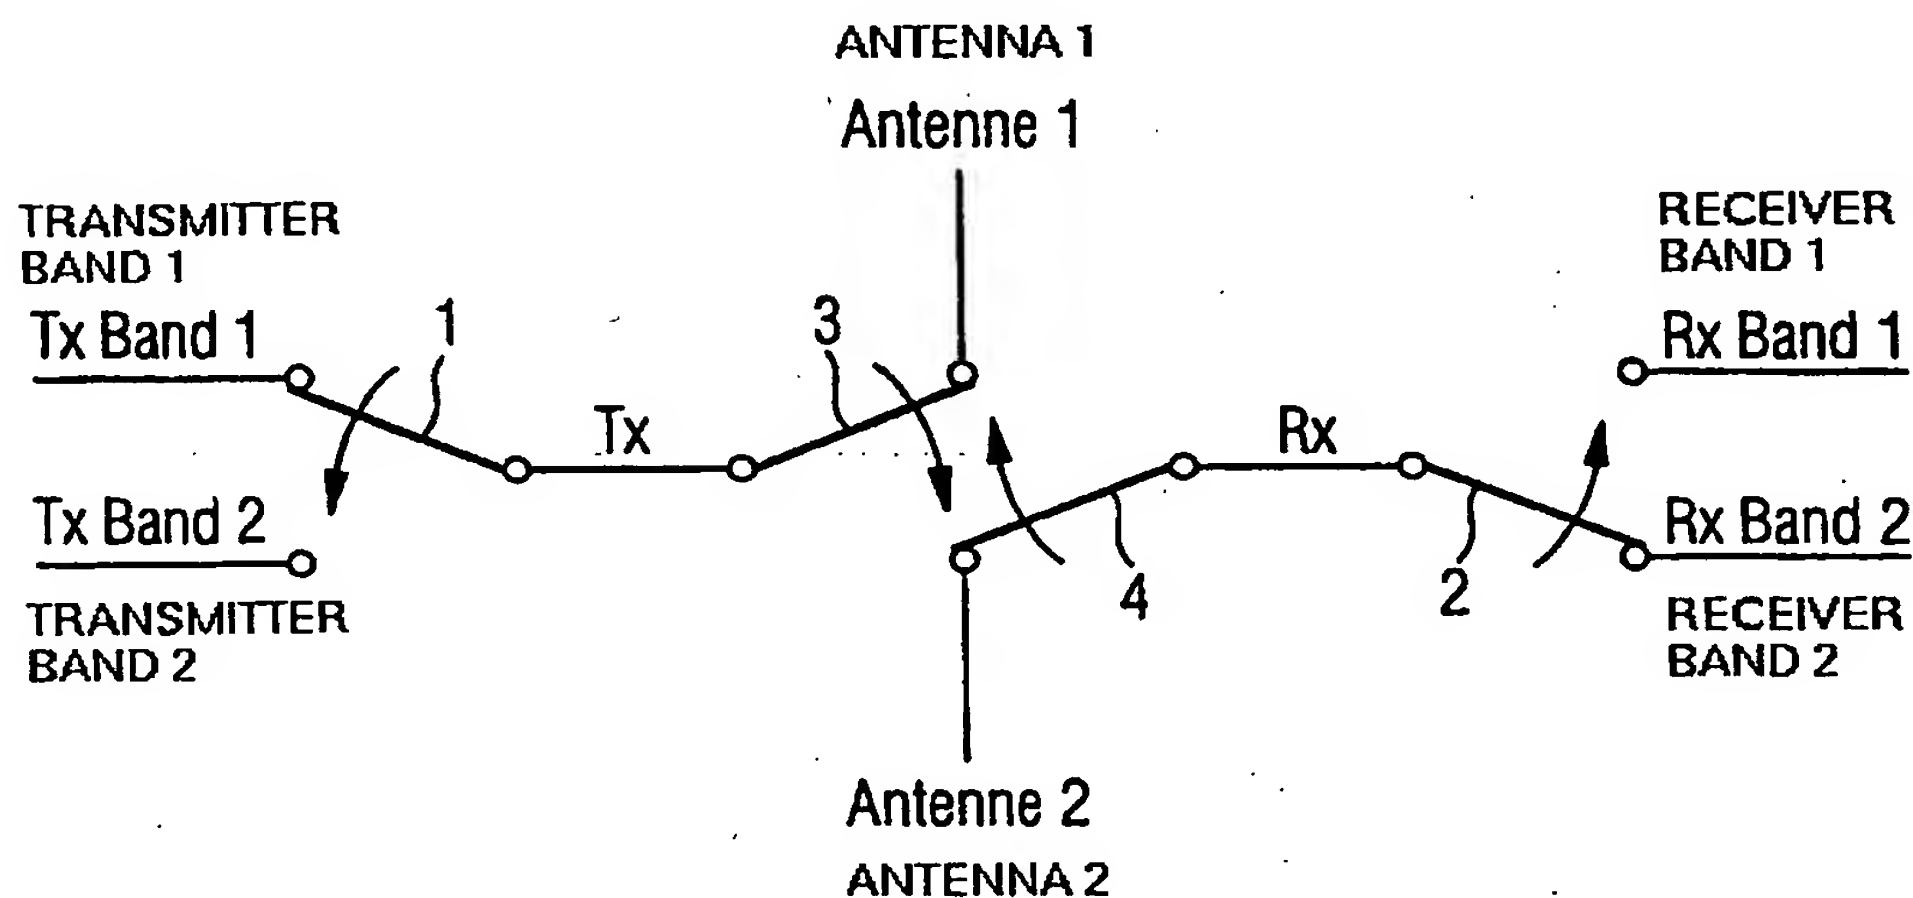 ANTENNA 1
Antenne 1
TRANSMITTER
BAND 1
Tx Band 1
1
3
Tx
Tx Band 2
TRANSMITTER
BAND 2
RECEIVER
BAND 1
Rx Band 1
Rx
4
2
Rx Band 2
RECEIVER
BAND 2
Antenne 2
ANTENNA 2